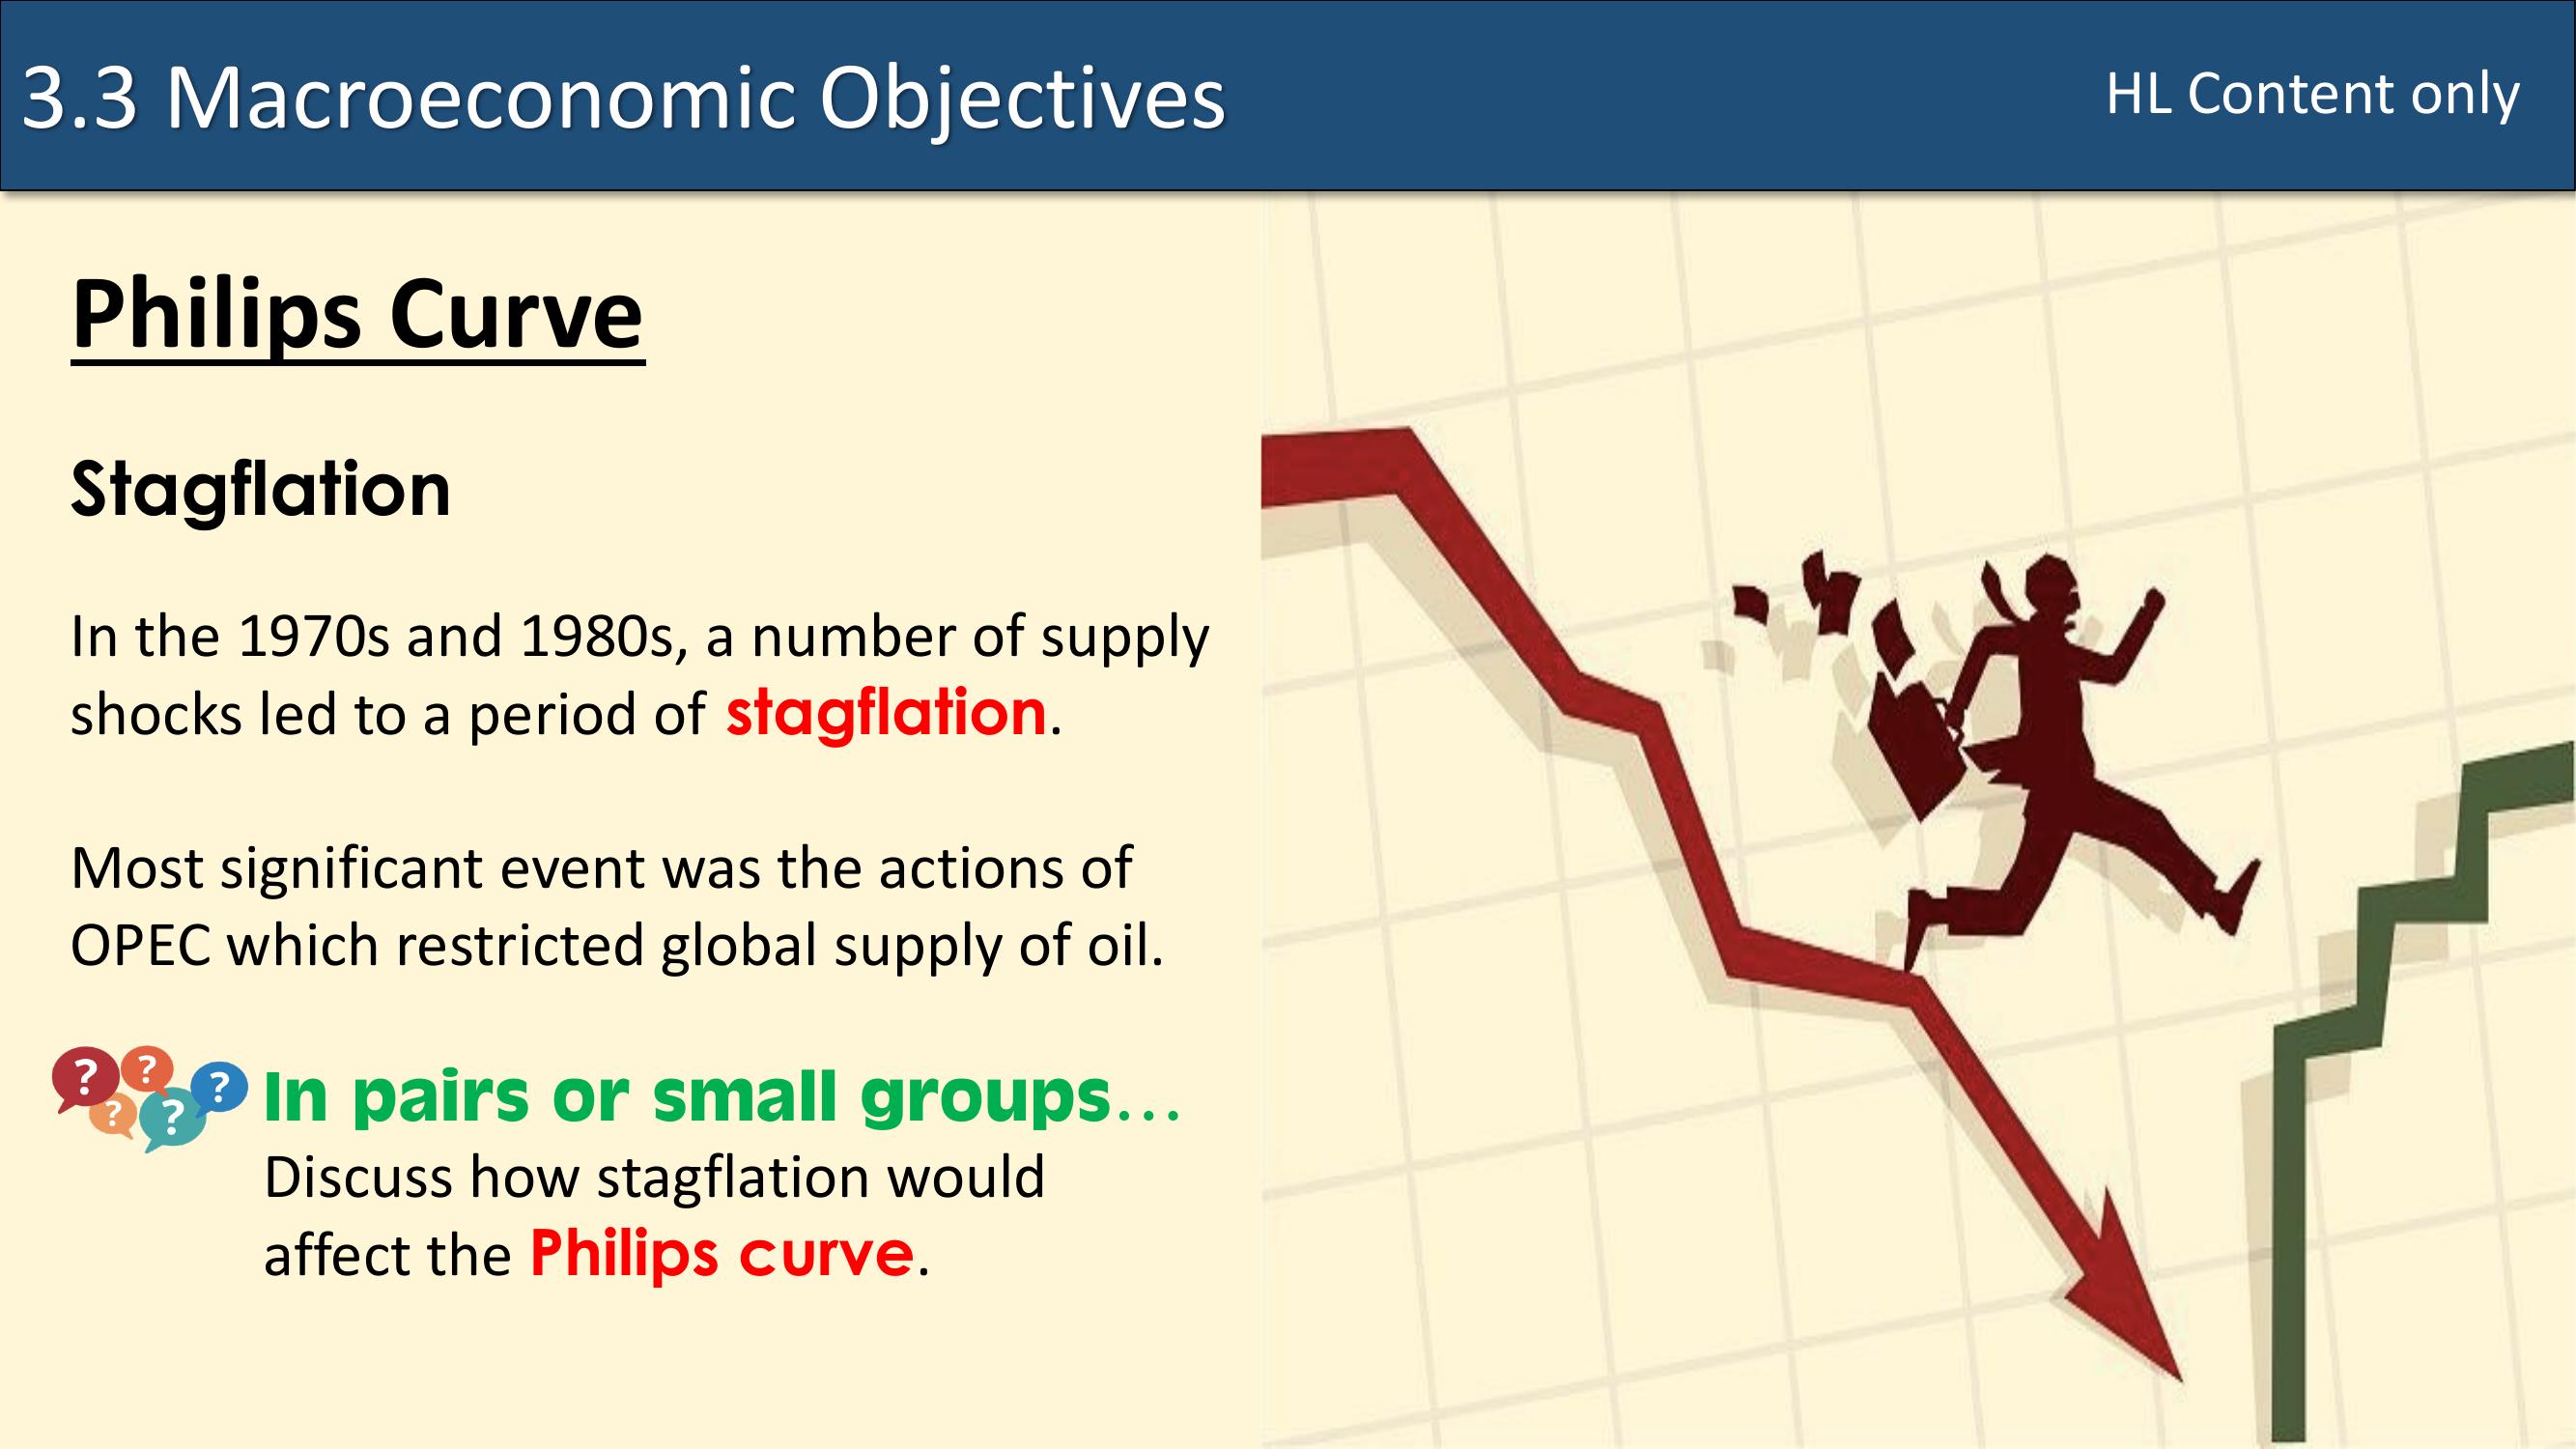 3.3 Macroeconomic Objectives
HL Content only
Philips Curve
Stagflation
In the 1970s and 1980s, a number of supply
shocks led to a period of stagflation.
Most significant event was the actions of
OPEC which restricted global supply of oil.
? ? ? ? ?
In pairs or small groups…
Discuss how stagflation would
affect the Philips curve.